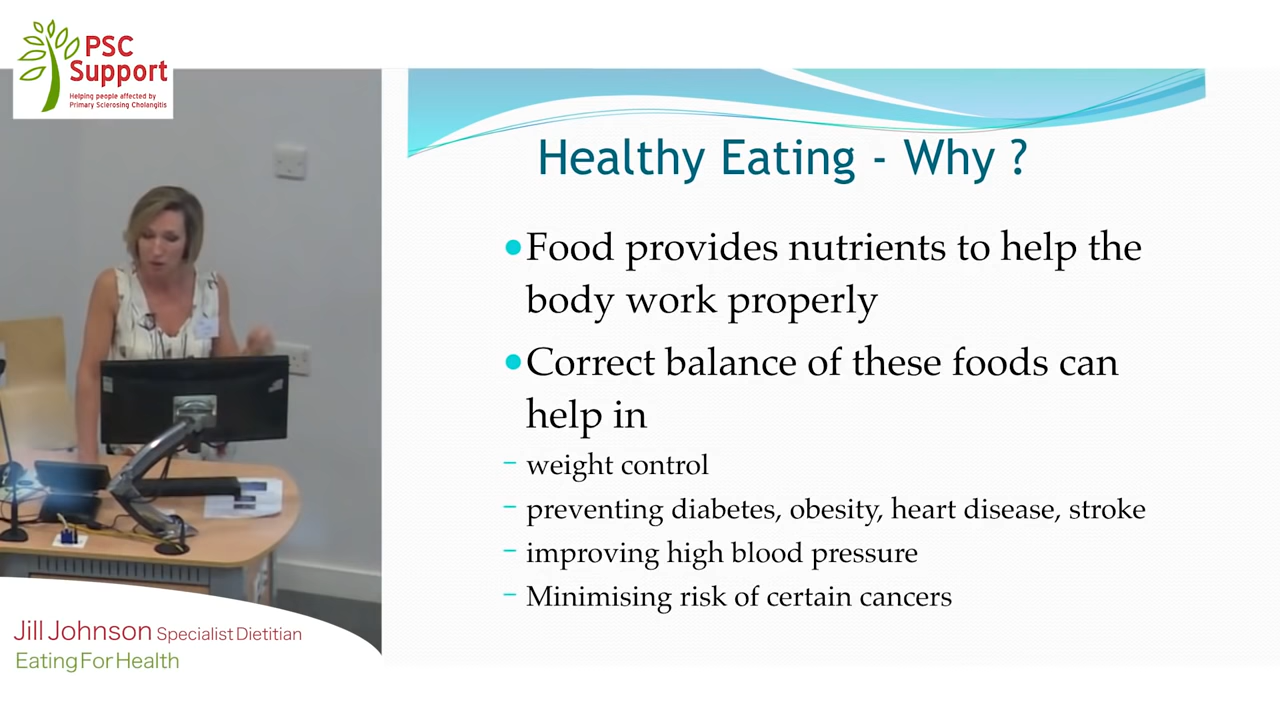 PSC
Support
Helping people affected by
Primary Sclerosing Cholangitis
Healthy Eating - Why ?
•Food provides nutrients to help the
body work properly
•Correct balance of these foods can
help in
– weight control
– preventing diabetes, obesity, heart disease, stroke
– improving high blood pressure
– Minimising risk of certain cancers
Jill Johnson Specialist Dietitian
Eating For Health